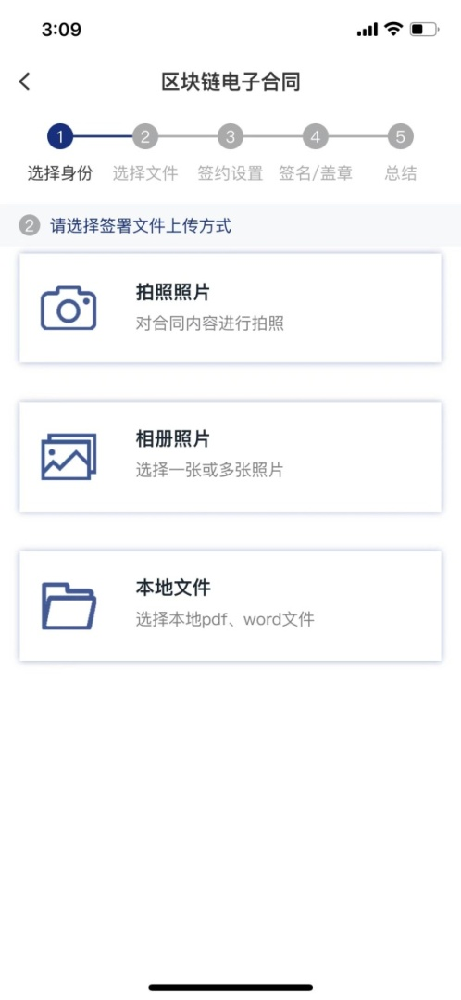 3:09
区块链电子合同
1 2 3 4 5
选择身份 选择文件 签约设置 签名/盖章 总结
2 请选择签署文件上传方式
拍照照片
对合同内容进行拍照
相册照片
选择一张或多张照片
本地文件
选择本地pdf、word文件